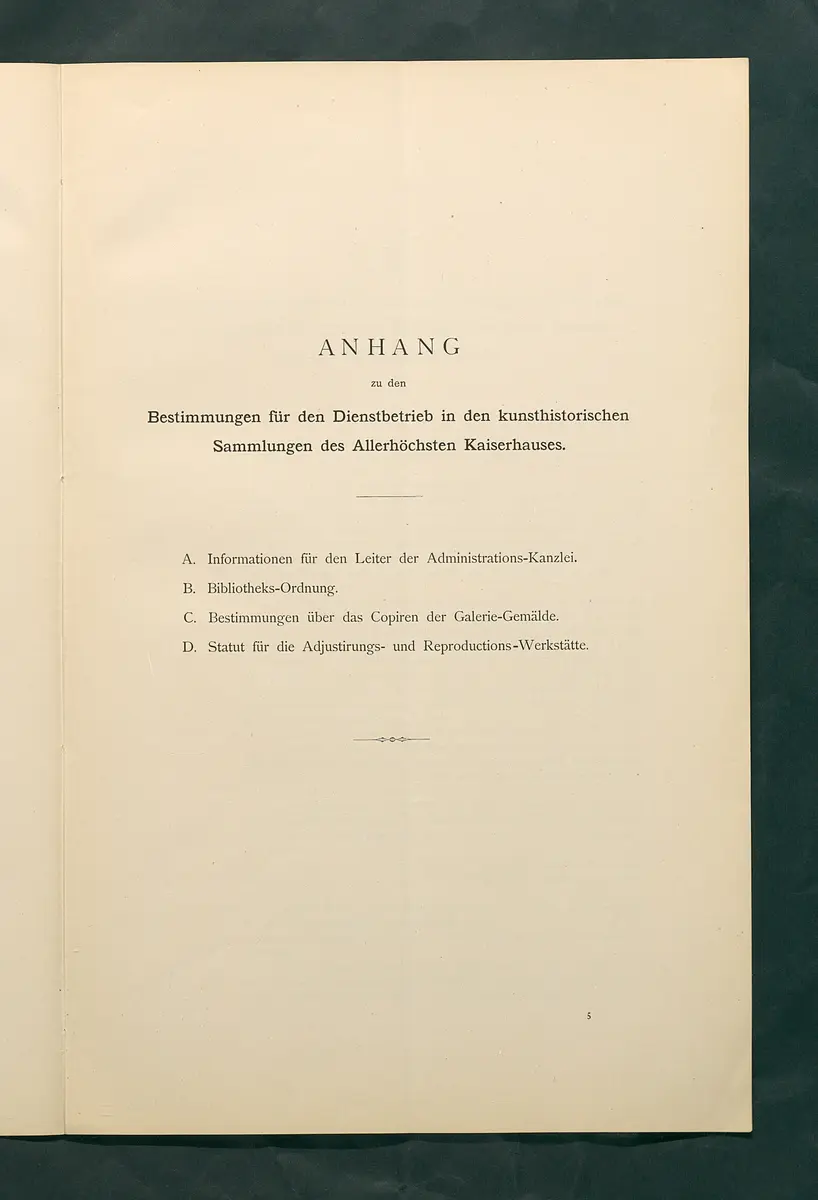 ANHANG
zu den
Bestimmungen für den Dienstbetrieb in den kunsthistorischen
Sammlungen des Allerhöchsten Kaiserhauses.
A. Informationen für den Leiter der Administrations-Kanzlei.
B. Bibliotheks-Ordnung.
C. Bestimmungen über das Copiren der Galerie-Gemälde.
D. Statut für die Adjustirungs- und Reproductions-Werkstätte.
5